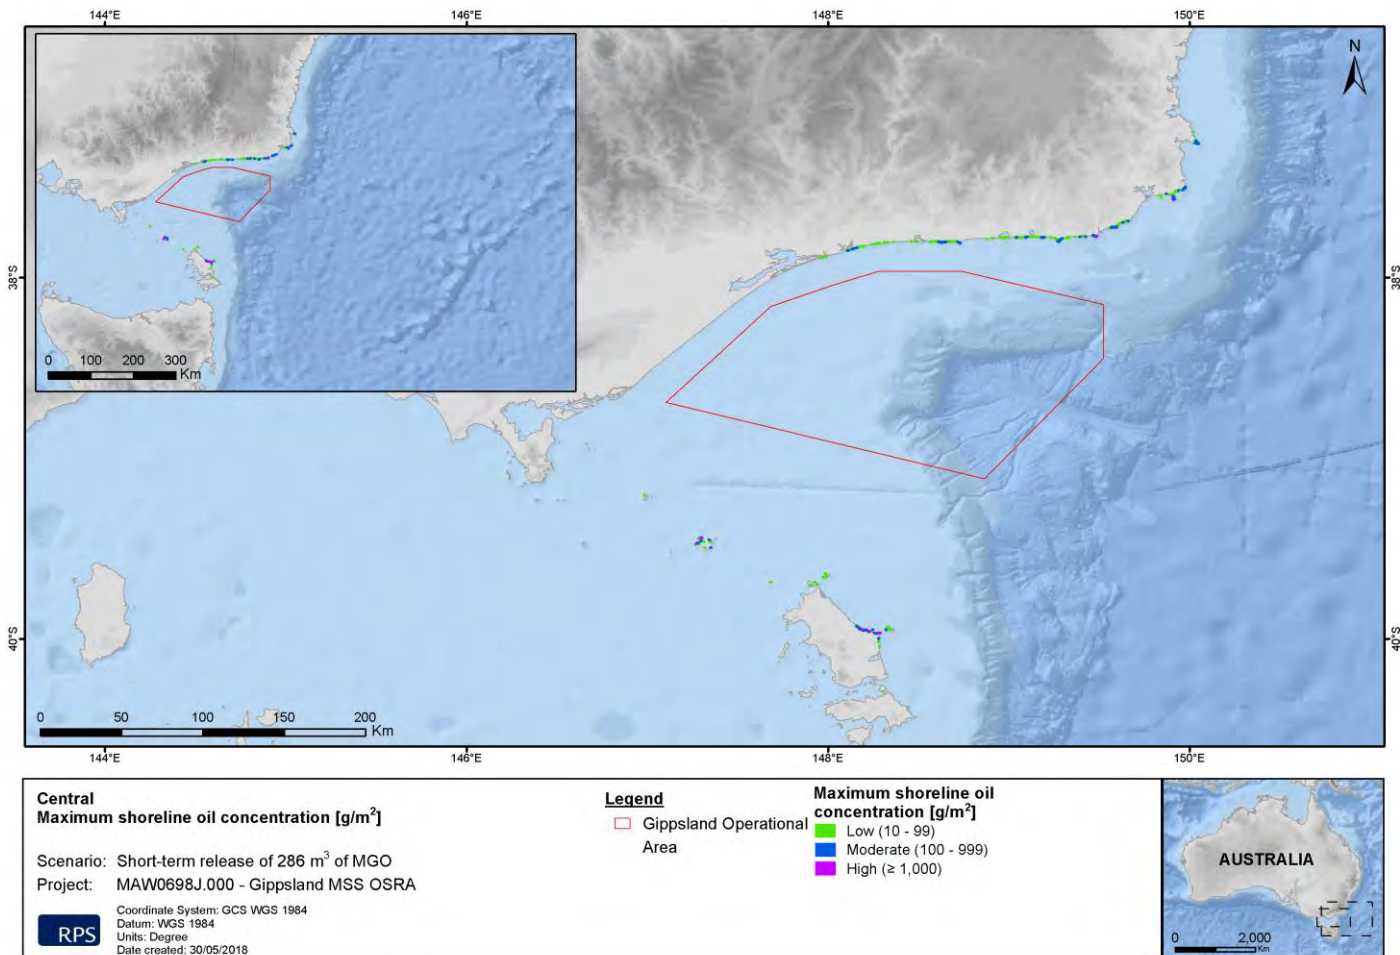 144°E
146°E
148°E
150°E
N
38°S
38°S
0 100 200 300
Km
40°S
40°S
0 50 100 150 200
Km
144°E
146°E
148°E
150°E
Central
Maximum shoreline oil concentration [g/m²]
Scenario: Short-term release of 286 m³ of MGO
Project: MAW0698J.000 - Gippsland MSS OSRA
RPS
Coordinate System: GCS WGS 1984
Datum: WGS 1984
Units: Degree
Date created: 30/05/2018
Legend
Gippsland Operational
Area
Maximum shoreline oil
concentration [g/m²]
Low (10 - 99)
Moderate (100 - 999)
High (≥ 1,000)
AUSTRALIA
0 2,000
Km